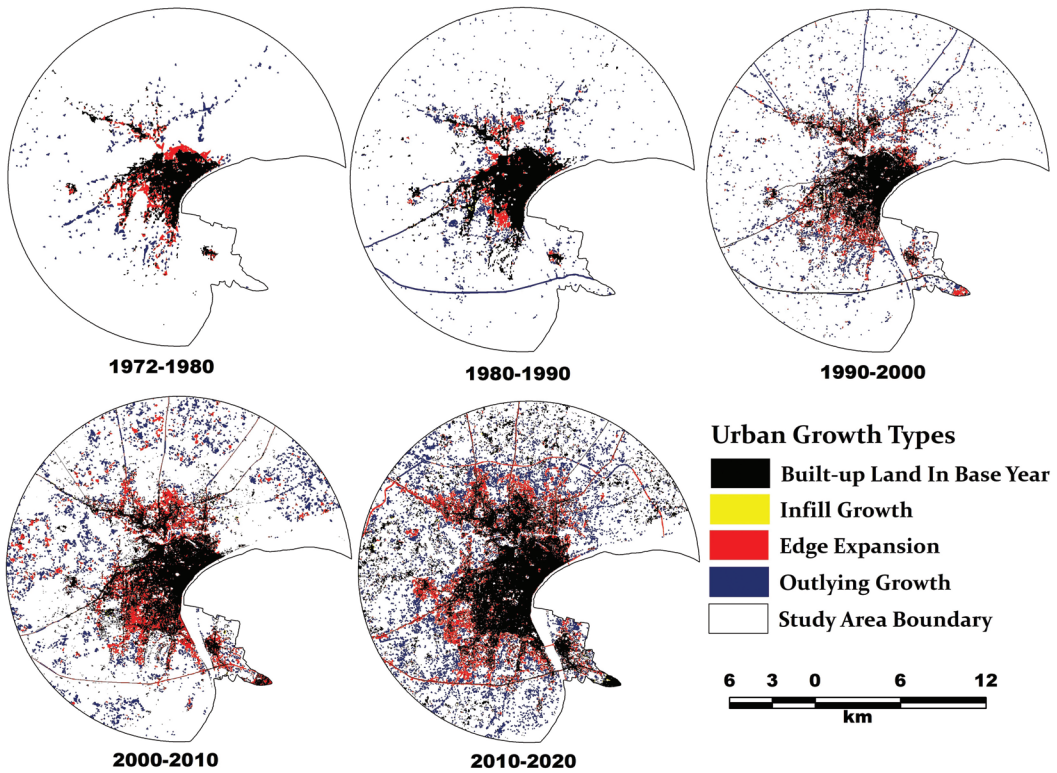 1972-1980
1980-1990
1990-2000
2000-2010
2010-2020
Urban Growth Types
Built-up Land In Base Year
Infill Growth
Edge Expansion
Outlying Growth
Study Area Boundary
6 3 0 6 12
km